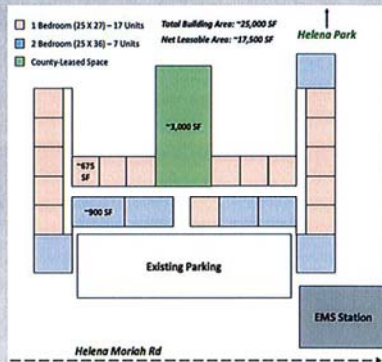 1 Bedroom (25 X 27) – 17 Units
2 Bedroom (25 X 36) – 7 Units
County-Leased Space
Total Building Area: ~25,000 SF
Net Leasable Area: ~17,500 SF
Helena Park
~3,000 SF
~675
SF
~900 SF
Existing Parking
EMS Station
Helena Moriah Rd